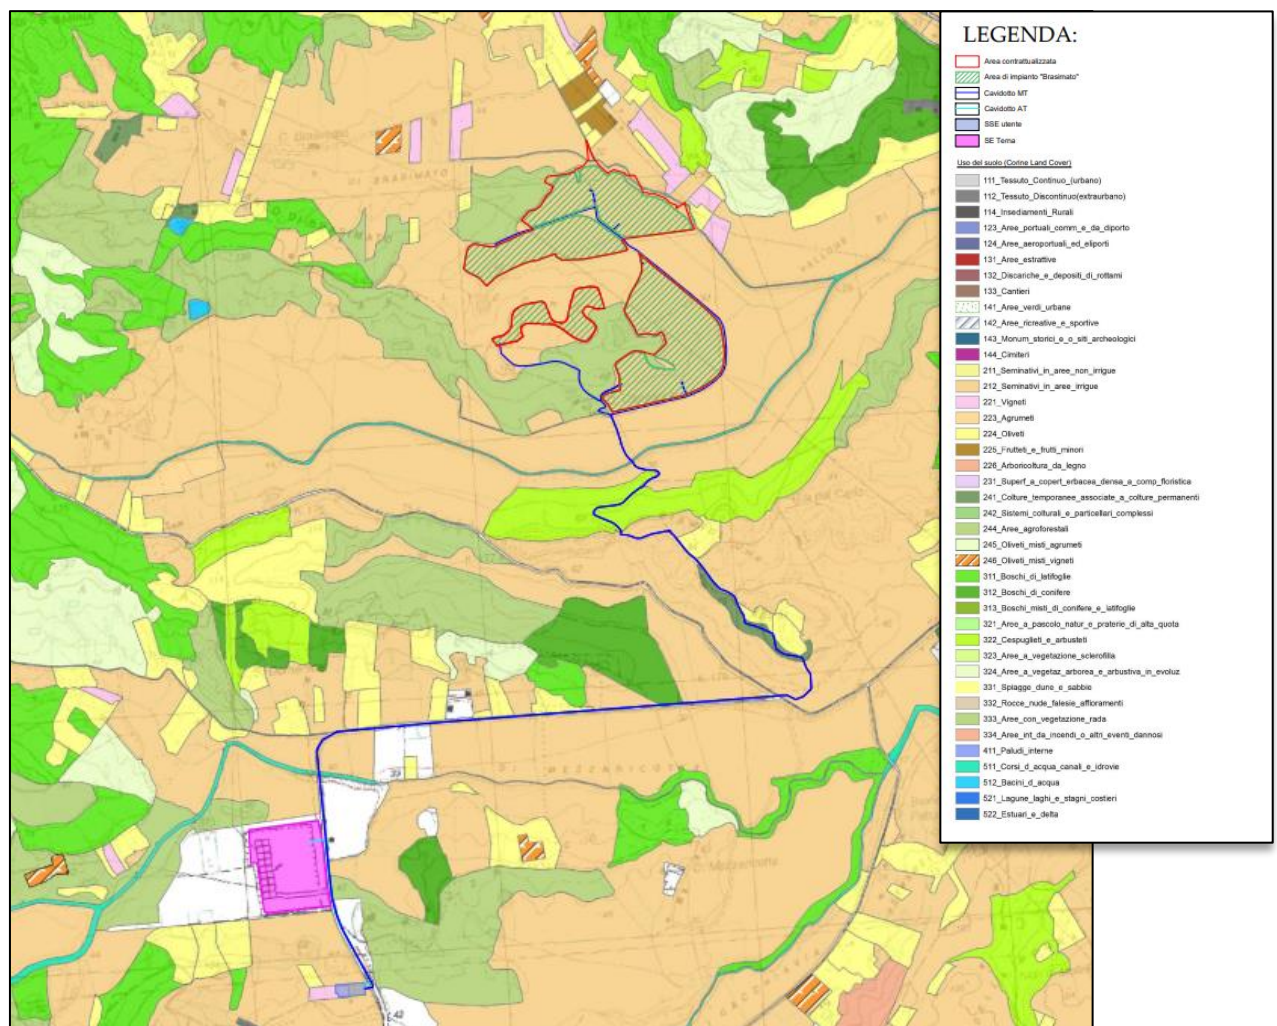 LEGENDA:
Area contrattualizzata
Area di impianto "Brasimato"
Cavidotto MT
Cavidotto AT
SSE utente
SE Terna
Uso del suolo (Corine Land Cover)
111_Tessuto_Continuo_(urbano)
112_Tessuto_Discontinuo(extraurbano)
114_Insediamenti_Rurali
123_Aree_portuali_comm_e_da_diporto
124_Aree_aeroportuali_ed_eliporti
131_Aree_estrattive
132_Discariche_e_depositi_di_rottami
133_Cantieri
141_Aree_verdi_urbane
142_Aree_ricreative_e_sportive
143_Monum_storici_e_o_siti_archeologici
144_Cimiteri
211_Seminativi_in_aree_non_irrigue
212_Seminativi_in_aree_irrigue
221_Vigneti
223_Agrumeti
224_Oliveti
225_Frutteti_e_frutti_minori
226_Arboricoltura_da_legno
231_Superf_a_copert_erbacea_densa_a_comp_floristica
241_Colture_temporanee_associate_a_colture_permanenti
242_Sistemi_colturali_e_particellari_complessi
244_Aree_agroforestali
245_Oliveti_misti_agrumeti
246_Oliveti_misti_vigneti
311_Boschi_di_latifoglie
312_Boschi_di_conifere
313_Boschi_misti_di_conifere_e_latifoglie
321_Aree_a_pascolo_natur_e_praterie_di_alta_quota
322_Cespuglieti_e_arbusteti
323_Aree_a_vegetazione_sclerofilla
324_Aree_a_vegetaz_arborea_e_arbustiva_in_evoluz
331_Spiagge_dune_e_sabbie
332_Rocce_nude_falesie_affioramenti
333_Aree_con_vegetazione_rada
334_Aree_int_da_incendi_o_altri_eventi_dannosi
411_Paludi_interne
511_Corsi_d_acqua_canali_e_idrovie
512_Bacini_d_acqua
521_Lagune_laghi_e_stagni_costieri
522_Estuari_e_delta
DI BRASIMATO
DI MEZZARICOTTA